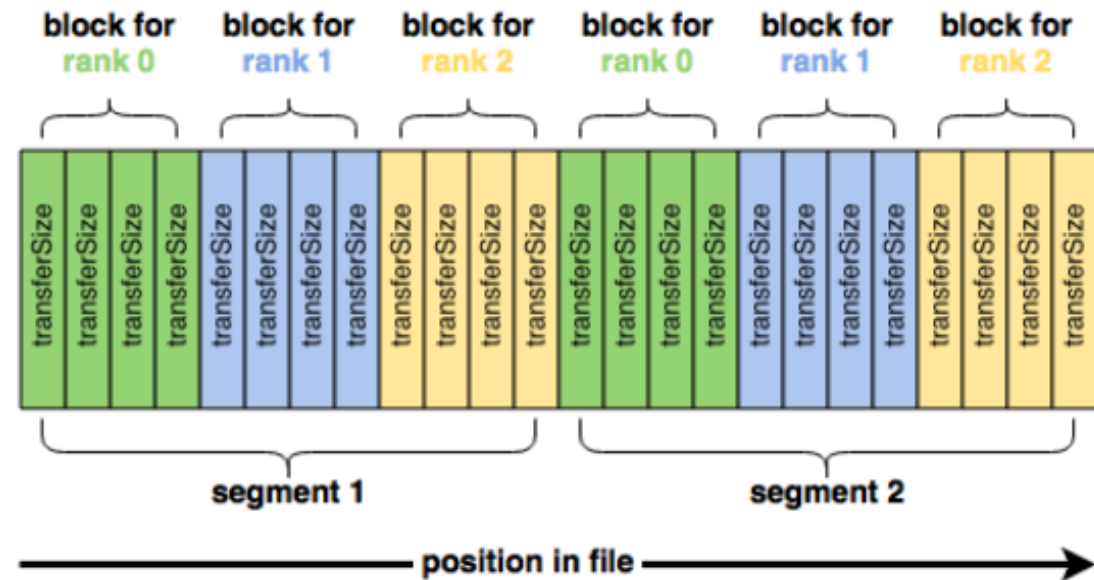 block for block for block for block for block for block for
rank 0 rank 1 rank 2 rank 0 rank 1 rank 2
transferSize transferSize transferSize transferSize transferSize transferSize transferSize transferSize transferSize transferSize transferSize transferSize transferSize transferSize transferSize transferSize transferSize transferSize transferSize transferSize transferSize transferSize transferSize transferSize
segment 1 segment 2
position in file